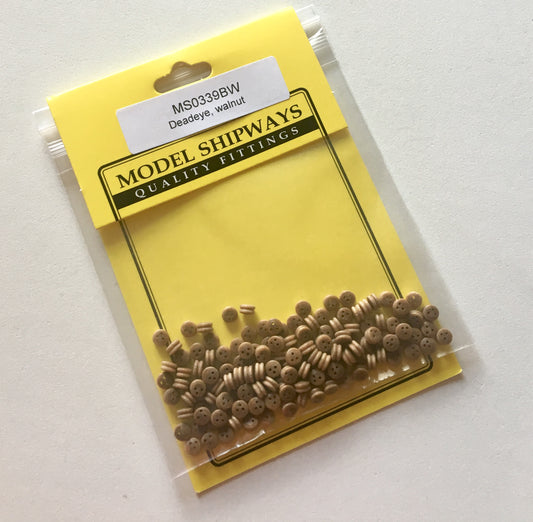 MS0339BW
Deadeye, walnut
MODEL SHIPWAYS
QUALITY FITTINGS